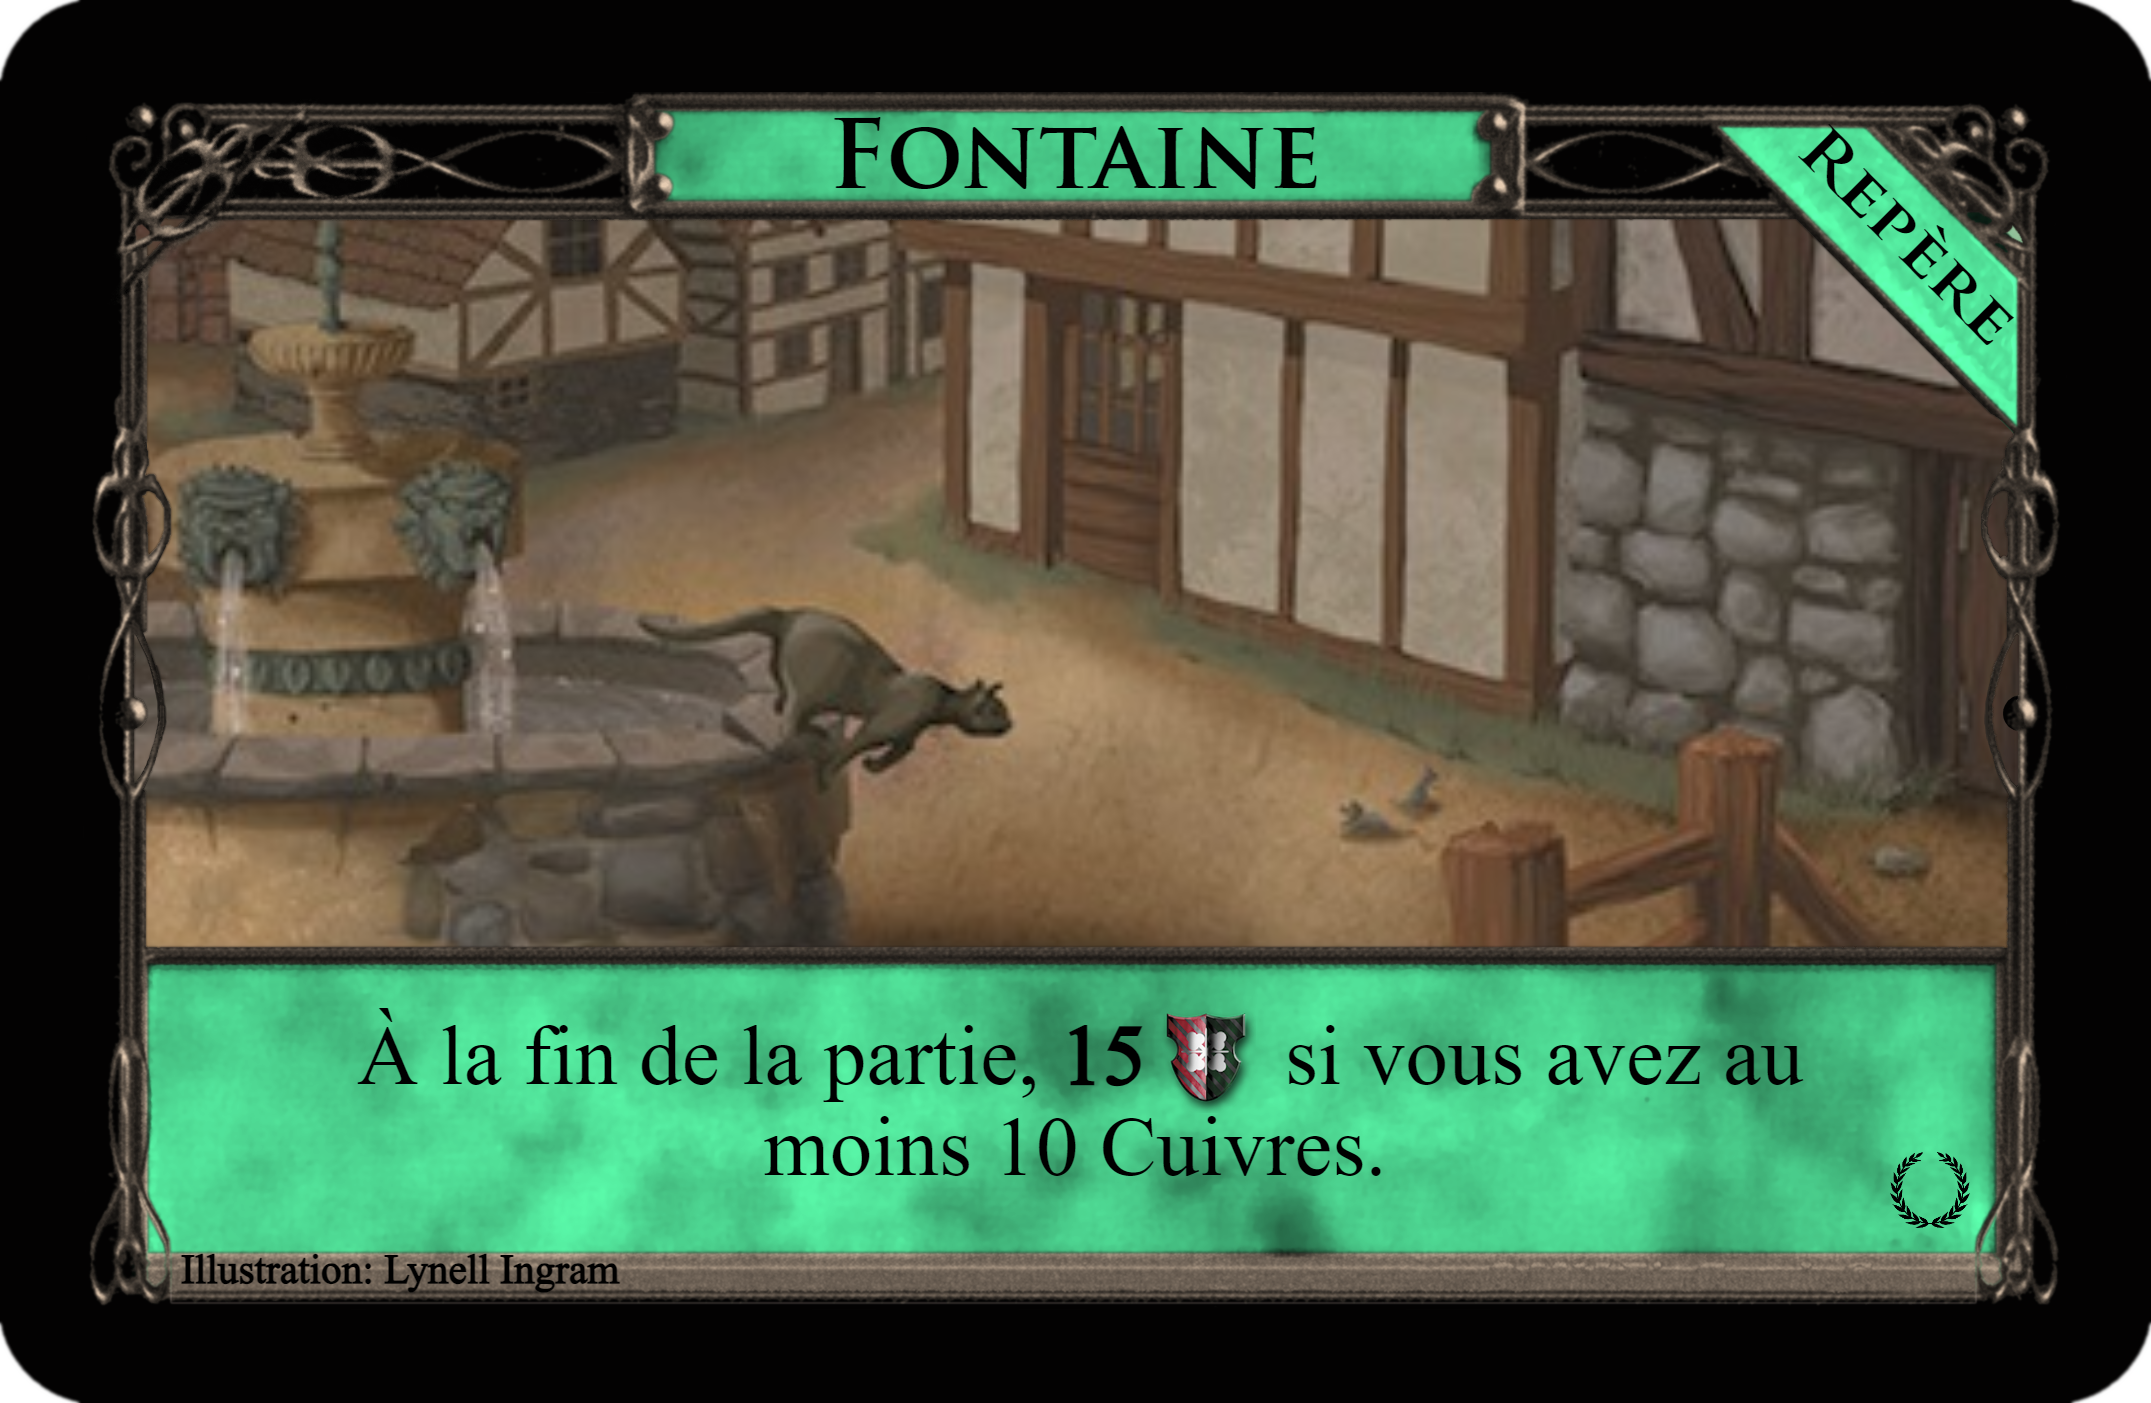 FONTAINE
REPÈRE
À la fin de la partie, 15 si vous avez au
moins 10 Cuivres.
Illustration: Lynell Ingram